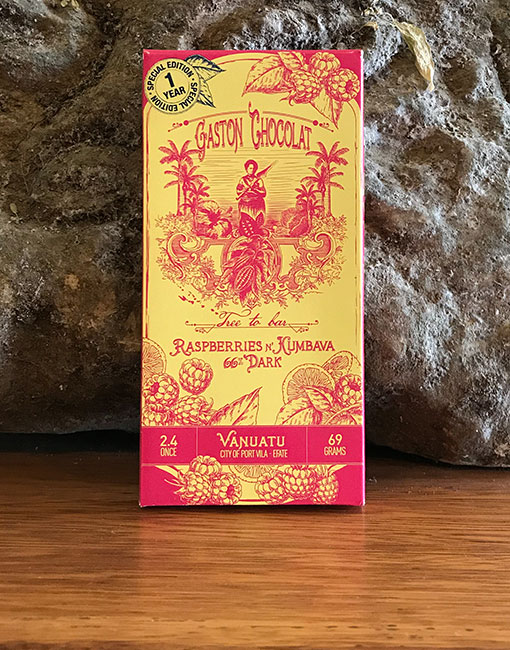 · SPECIAL EDITION ·
1
YEAR
SPECIAL EDITION
GASTON CHOCOLAT
Tree to bar
RASPBERRIES N' KUMBAVA
66% DARK
2.4
ONCE
VANUATU
CITY OF PORT VILA - EFATE
69
GRAMS